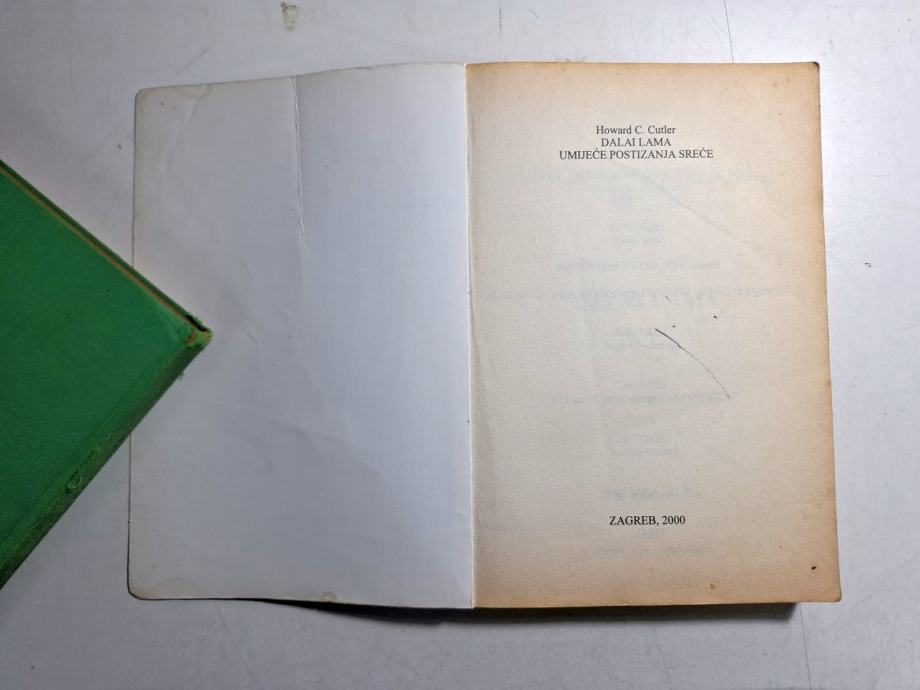 Howard C. Cutler
DALAI LAMA
UMIJEĆE POSTIZANJA SREĆE
ZAGREB, 2000